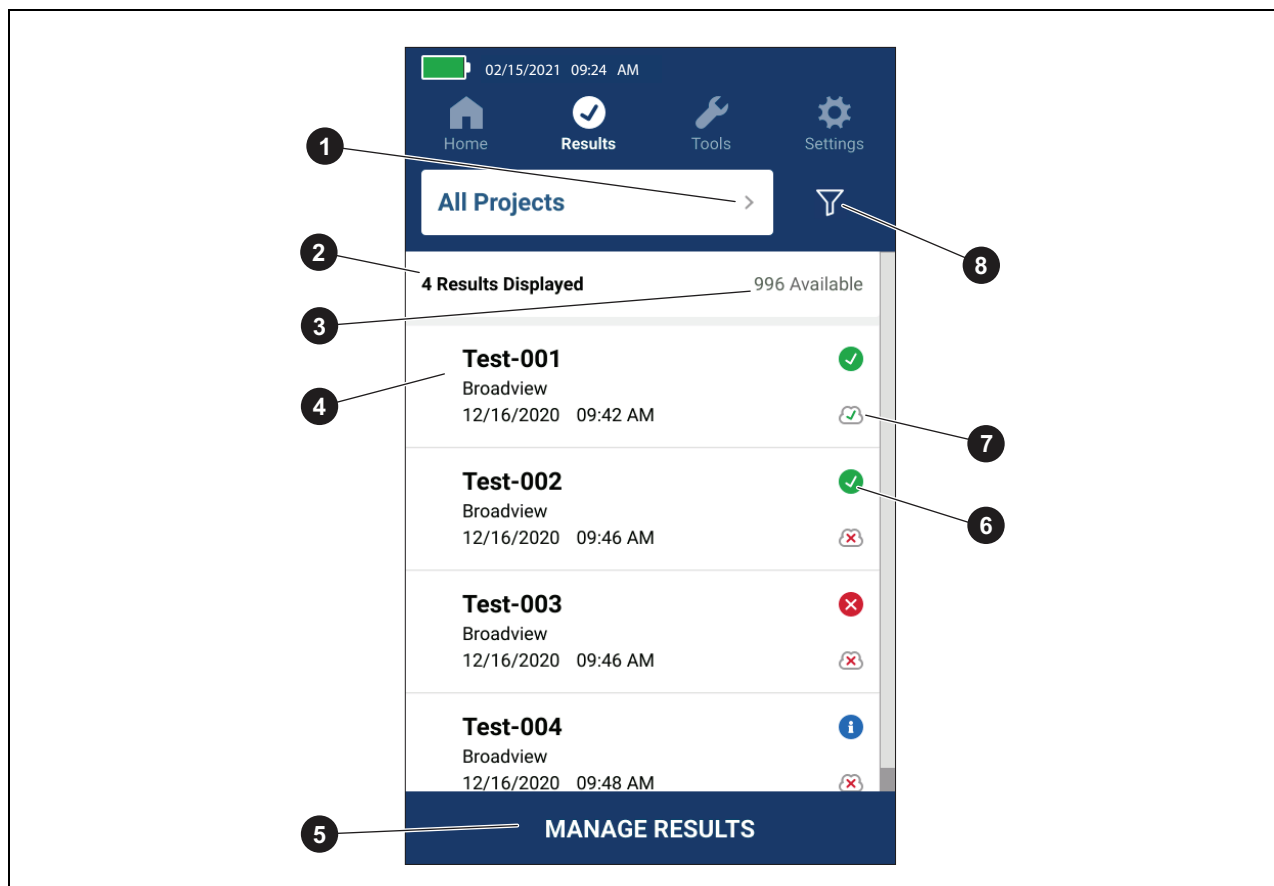 02/15/2021 09:24 AM
Home Results Tools Settings
1
All Projects
8
2
4 Results Displayed 996 Available
3
Test-001
Broadview
4
12/16/2020 09:42 AM
7
Test-002
Broadview
6
12/16/2020 09:46 AM
Test-003
Broadview
12/16/2020 09:46 AM
Test-004
Broadview
12/16/2020 09:48 AM
5
MANAGE RESULTS